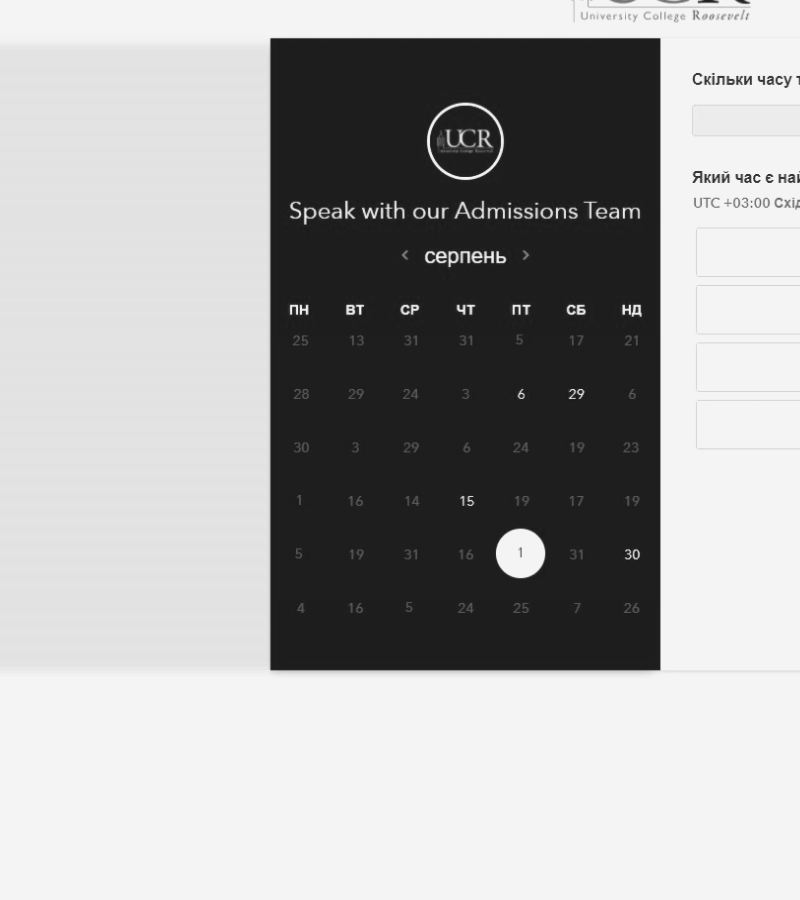 University College Roosevelt
UCR
Speak with our Admissions Team
серпень
ПН ВТ СР ЧТ ПТ СБ НД
25 13 31 31 5 17 21
28 29 24 3 6 29 6
30 3 29 6 24 19 23
1 16 14 15 19 17 19
5 19 31 16 1 31 30
4 16 5 24 25 7 26
Скільки часу
Який час є
UTC +03:00